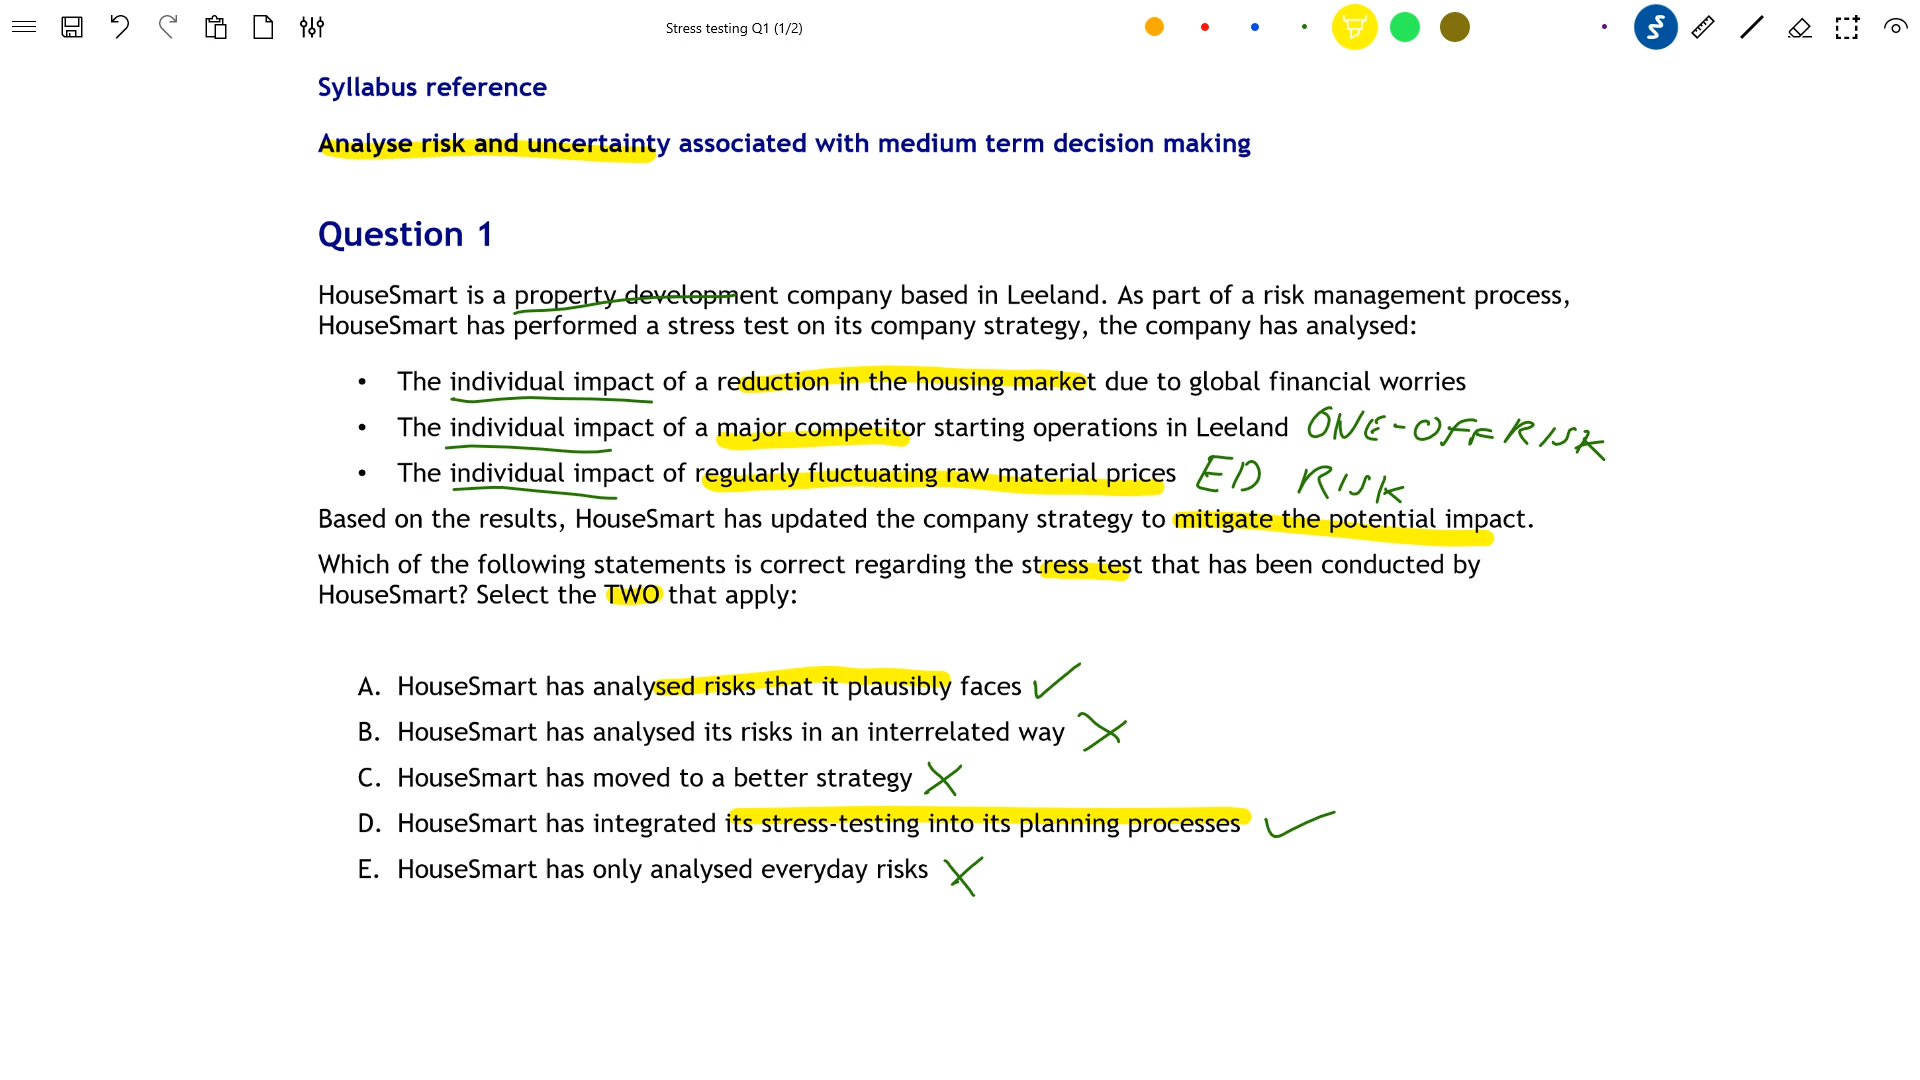 Stress testing Q1 (1/2)
Syllabus reference
Analyse risk and uncertainty associated with medium term decision making
Question 1
HouseSmart is a property development company based in Leeland. As part of a risk management process,
HouseSmart has performed a stress test on its company strategy, the company has analysed:
• The individual impact of a reduction in the housing market due to global financial worries
• The individual impact of a major competitor starting operations in Leeland ONE-OFF RISK
• The individual impact of regularly fluctuating raw material prices ED RISK
Based on the results, HouseSmart has updated the company strategy to mitigate the potential impact.
Which of the following statements is correct regarding the stress test that has been conducted by
HouseSmart? Select the TWO that apply:
A. HouseSmart has analysed risks that it plausibly faces
B. HouseSmart has analysed its risks in an interrelated way
C. HouseSmart has moved to a better strategy
D. HouseSmart has integrated its stress-testing into its planning processes
E. HouseSmart has only analysed everyday risks